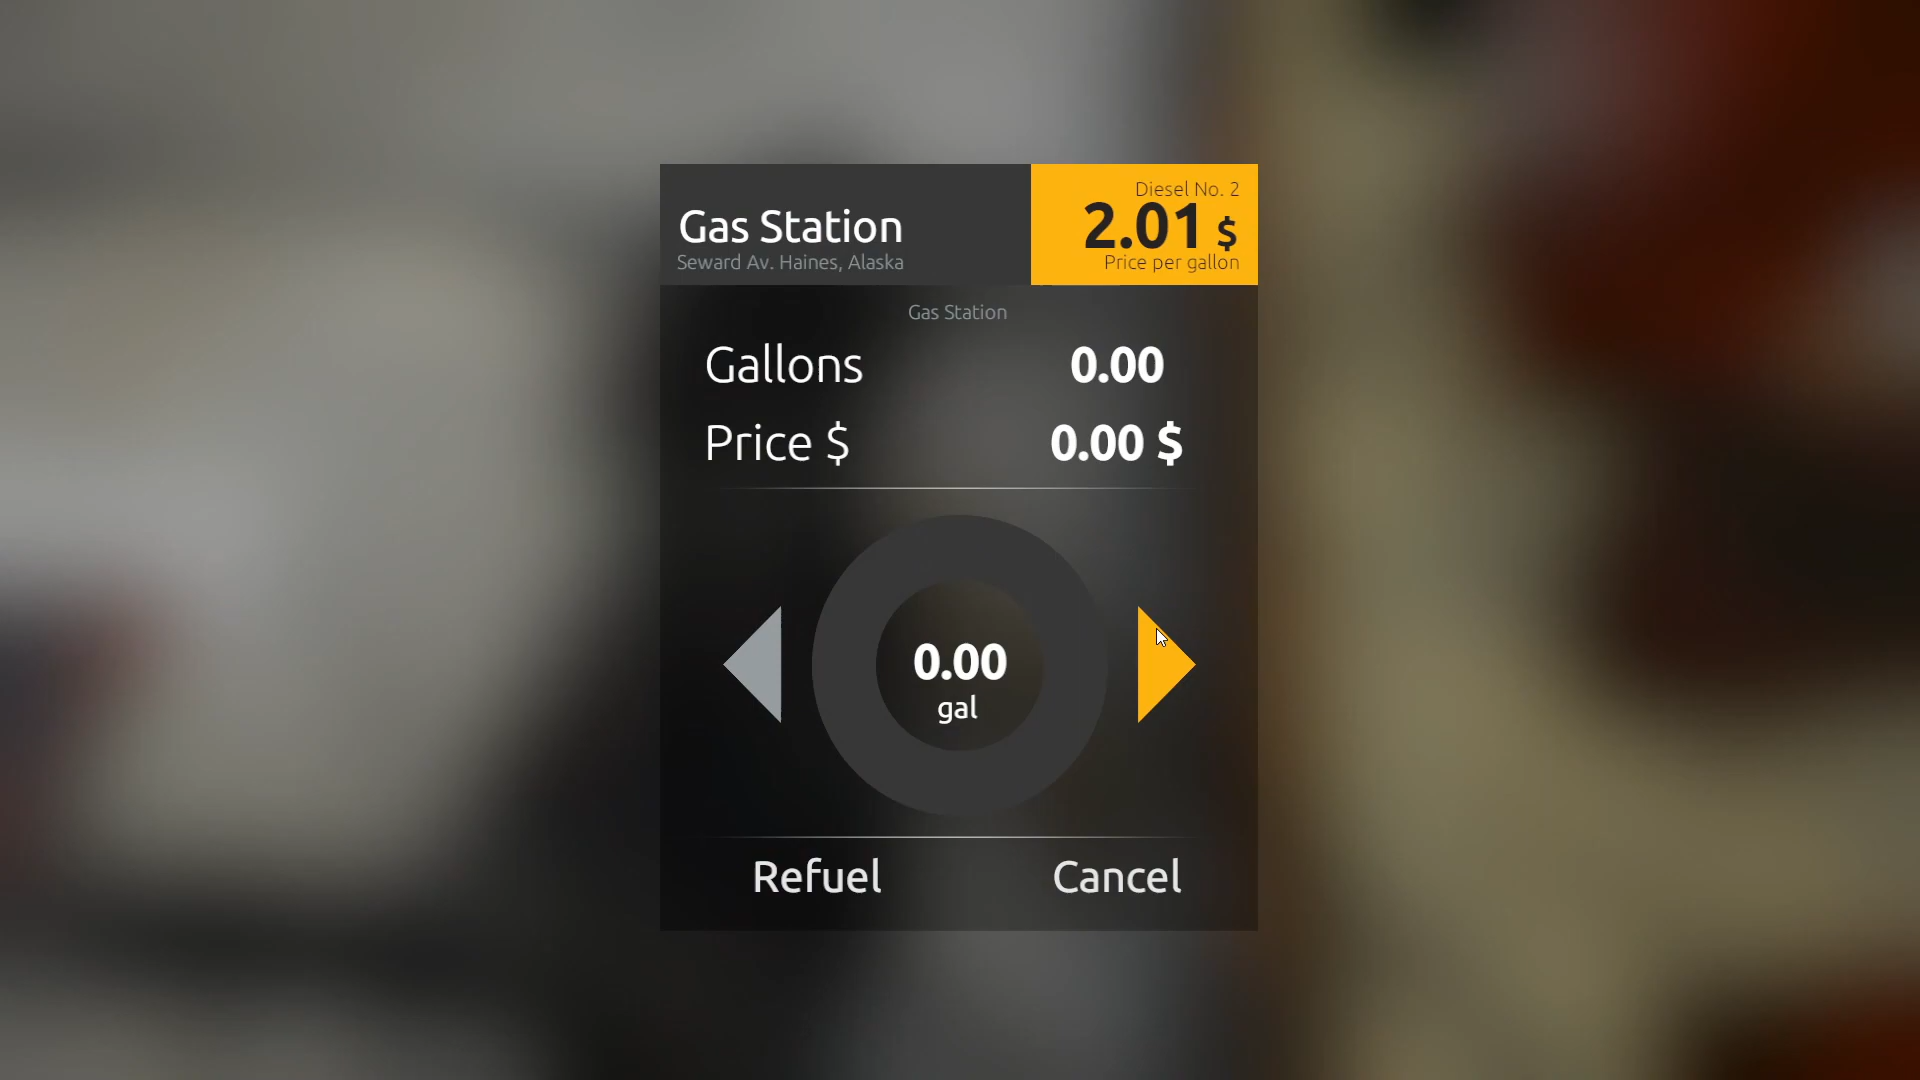 Gas Station
Seward Av. Haines, Alaska
Diesel No. 2
2.01 $
Price per gallon
Gas Station
Gallons 0.00
Price $ 0.00 $
0.00
gal
Refuel Cancel